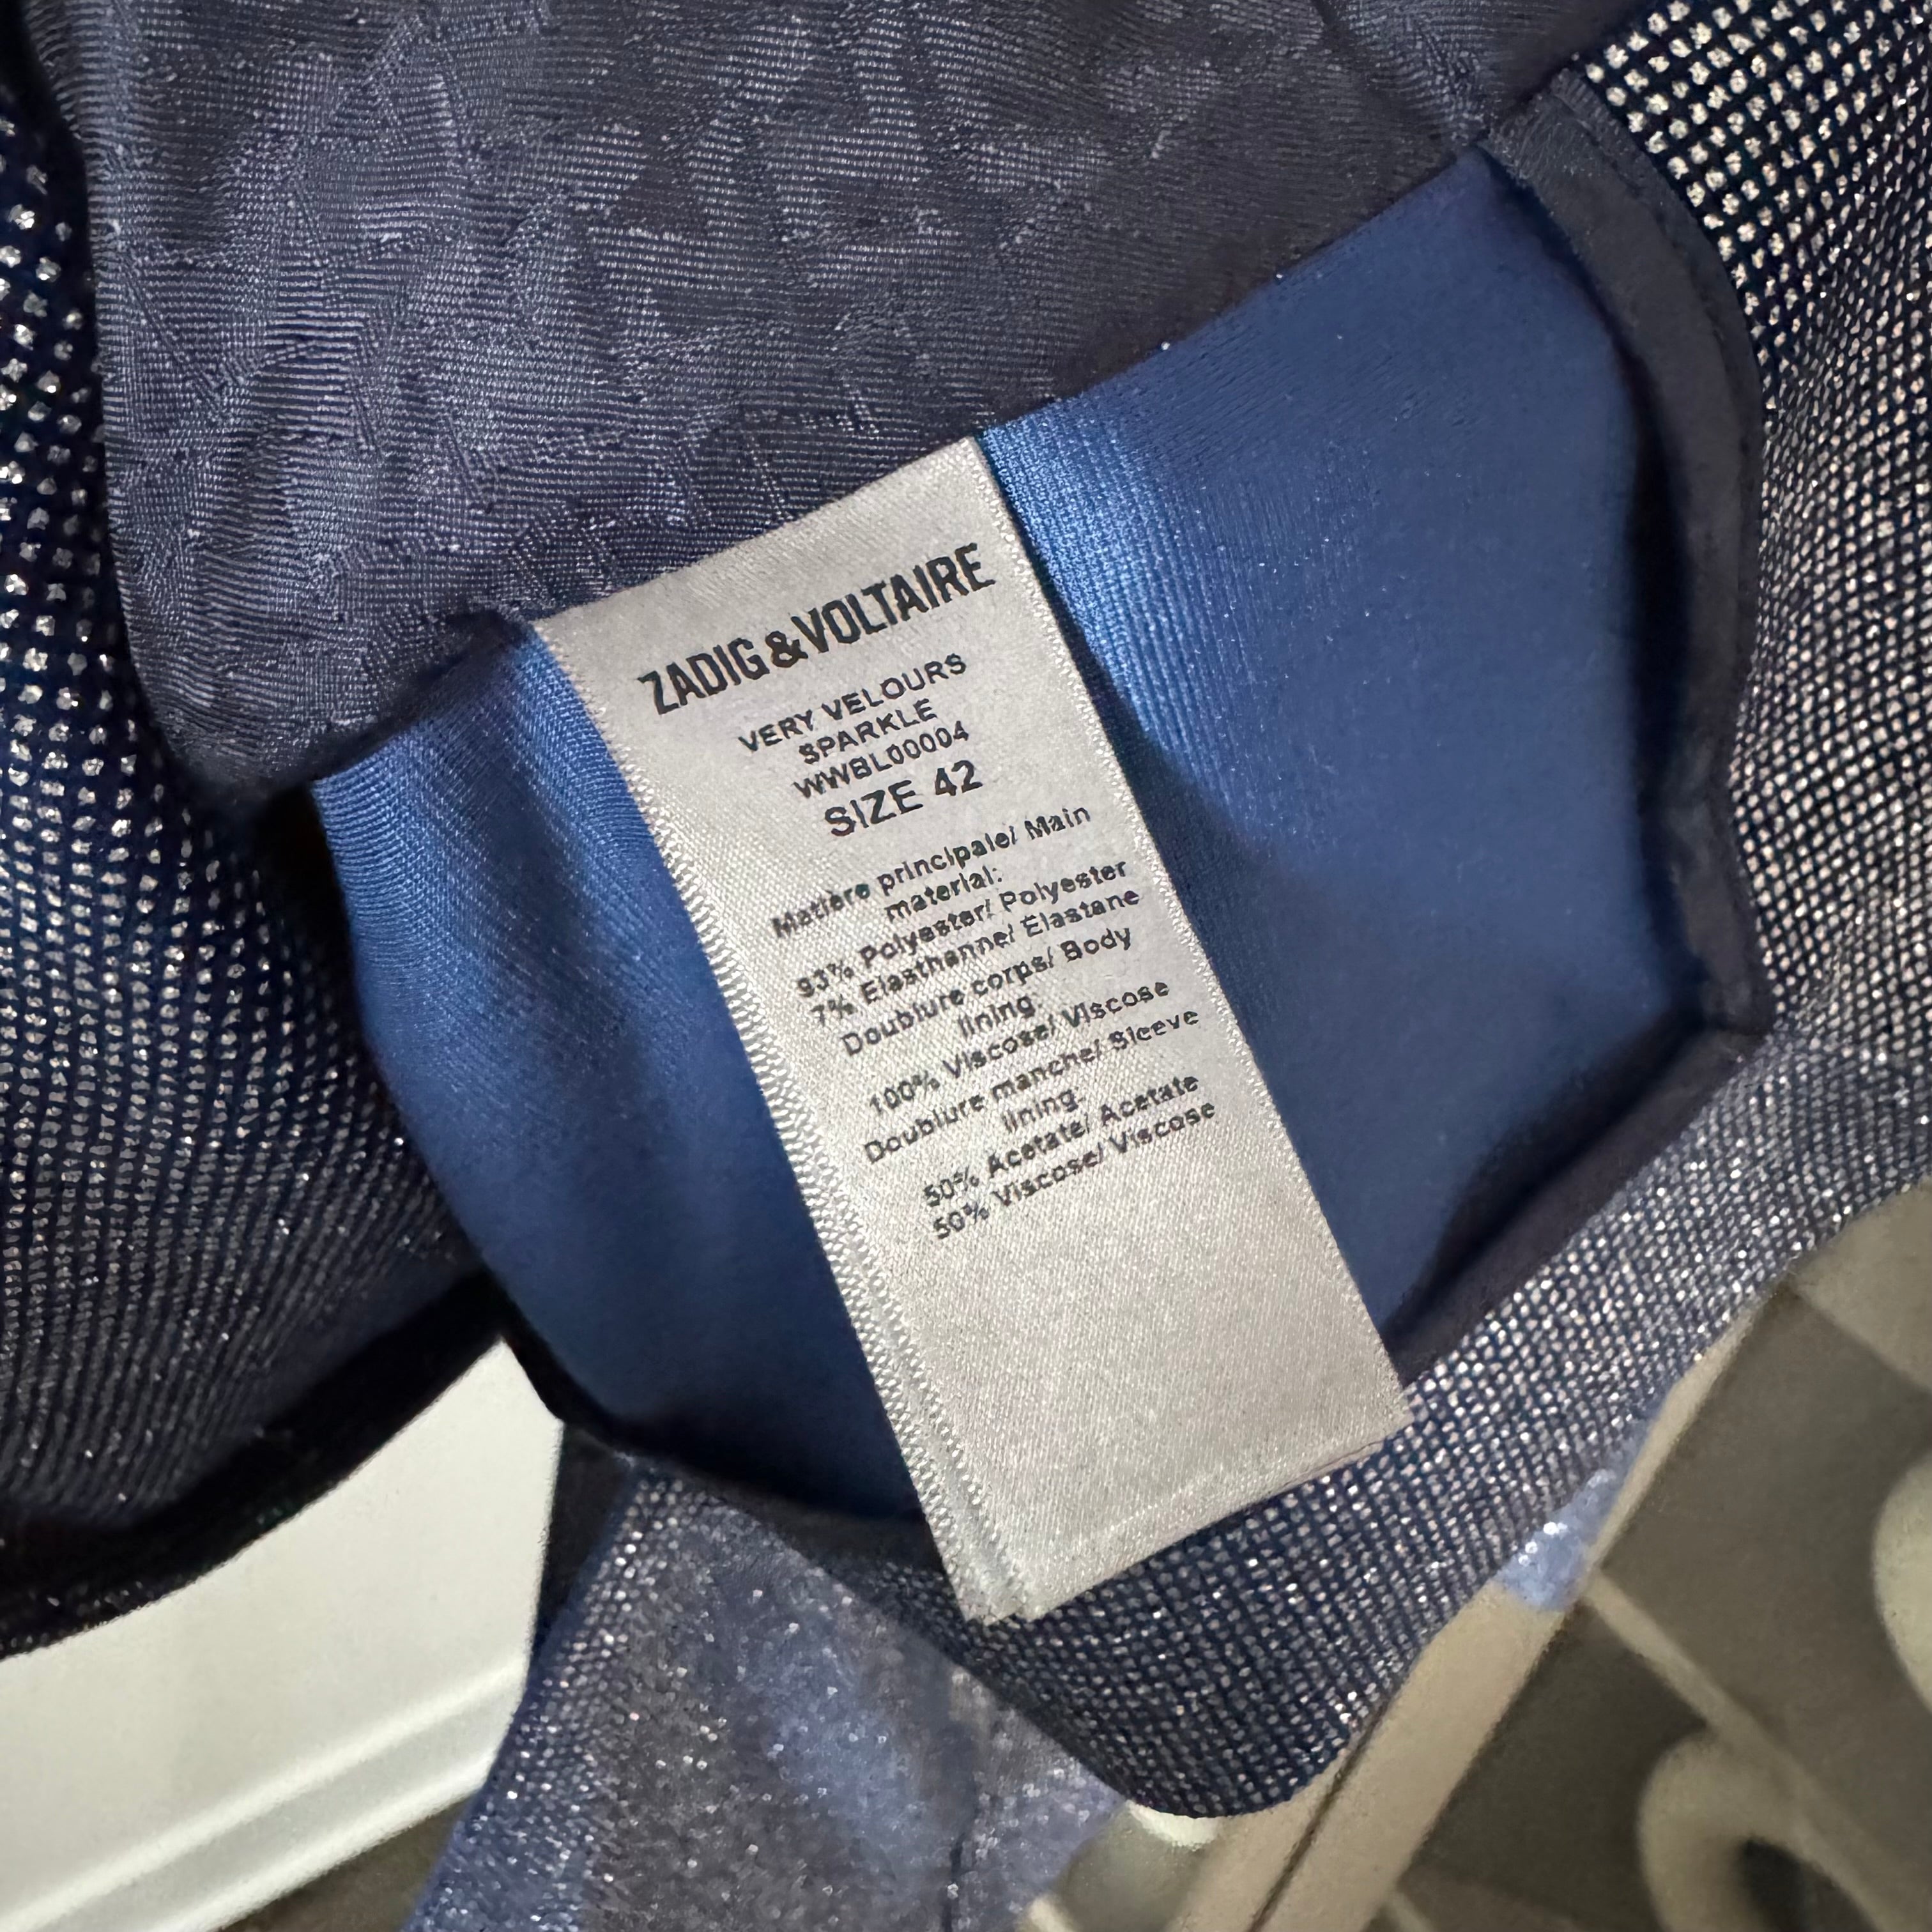 ZADIG&VOLTAIRE
VERY VELOURS
SPARKLE
WWBL00004
SIZE 42
Matière principale/ Main
material:
93% Polyester/ Polyester
7% Elasthanne/ Elastane
Doublure corps/ Body
lining:
100% Viscose/ Viscose
Doublure manche/ Sleeve
lining:
50% Acetate/ Acetate
50% Viscose/ Viscose